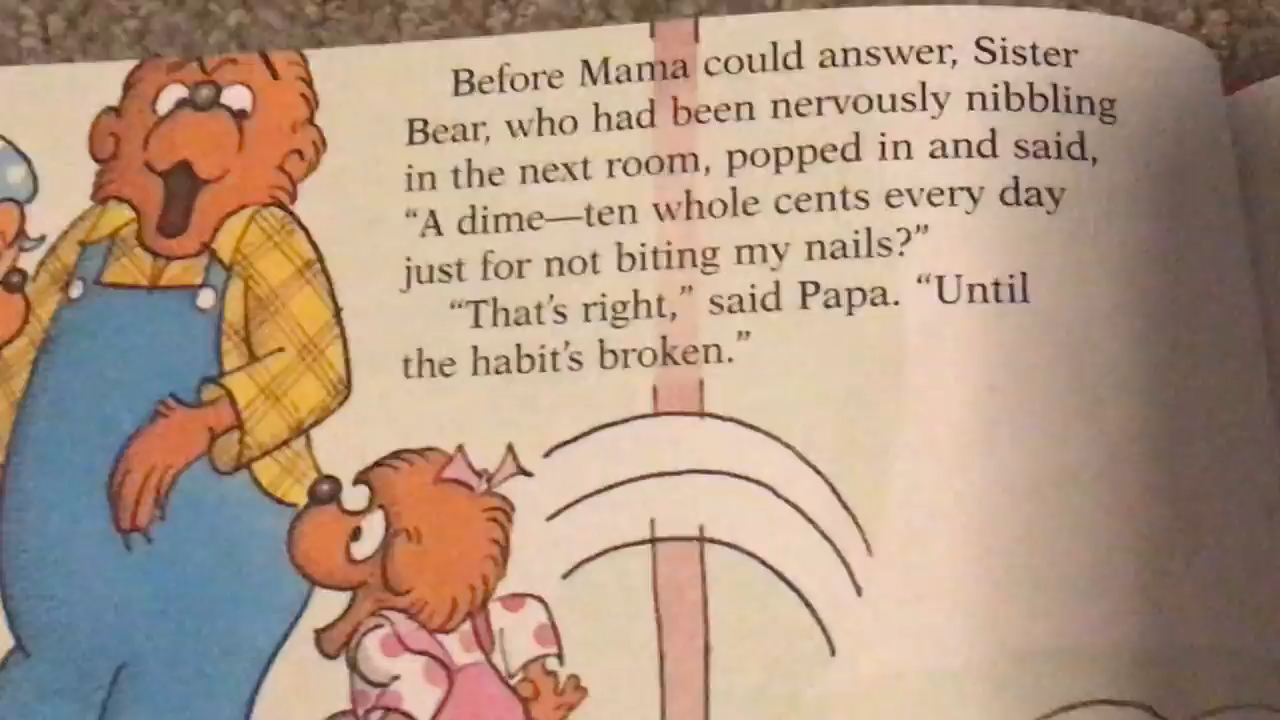 Before Mama could answer, Sister
Bear, who had been nervously nibbling
in the next room, popped in and said,
“A dime—ten whole cents every day
just for not biting my nails?”
“That’s right,” said Papa. “Until
the habit’s broken.”